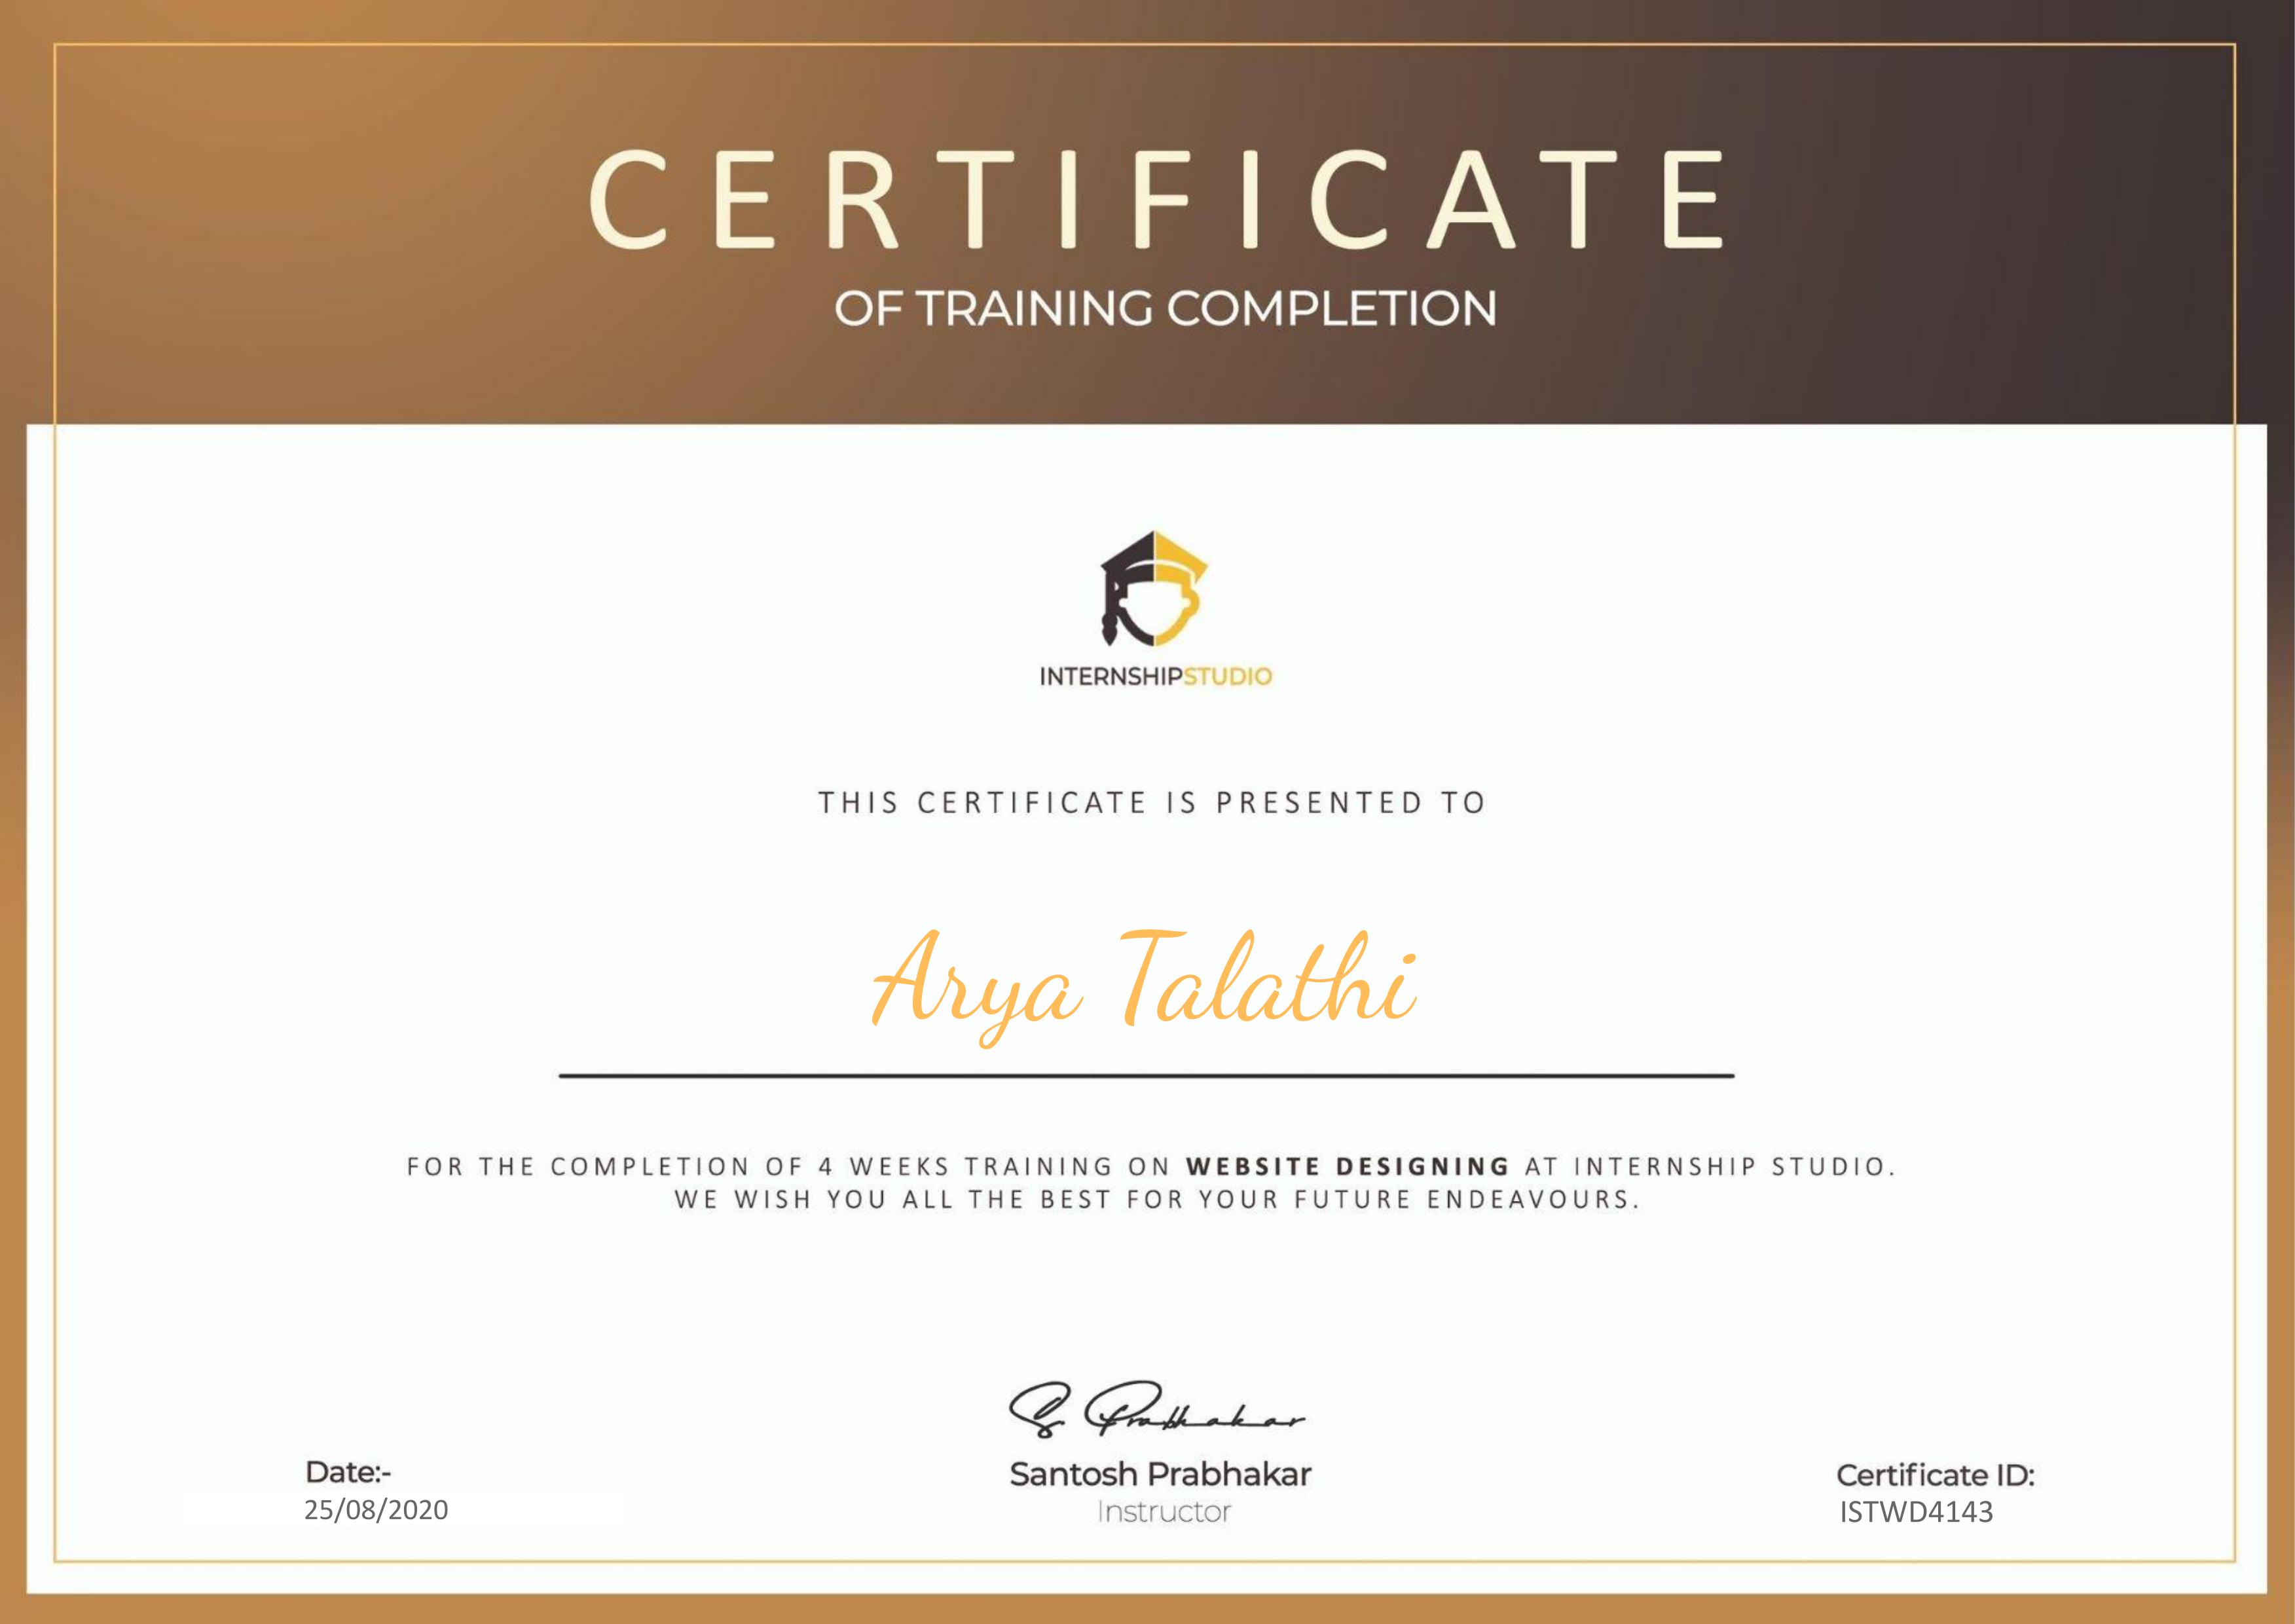 CERTIFICATE
OF TRAINING COMPLETION
INTERNSHIPSTUDIO
THIS CERTIFICATE IS PRESENTED TO
Arya Talathi
FOR THE COMPLETION OF 4 WEEKS TRAINING ON WEBSITE DESIGNING AT INTERNSHIP STUDIO.
WE WISH YOU ALL THE BEST FOR YOUR FUTURE ENDEAVOURS.
S. Prabhakar
Date:-
25/08/2020
Santosh Prabhakar
Instructor
Certificate ID:
ISTWD4143